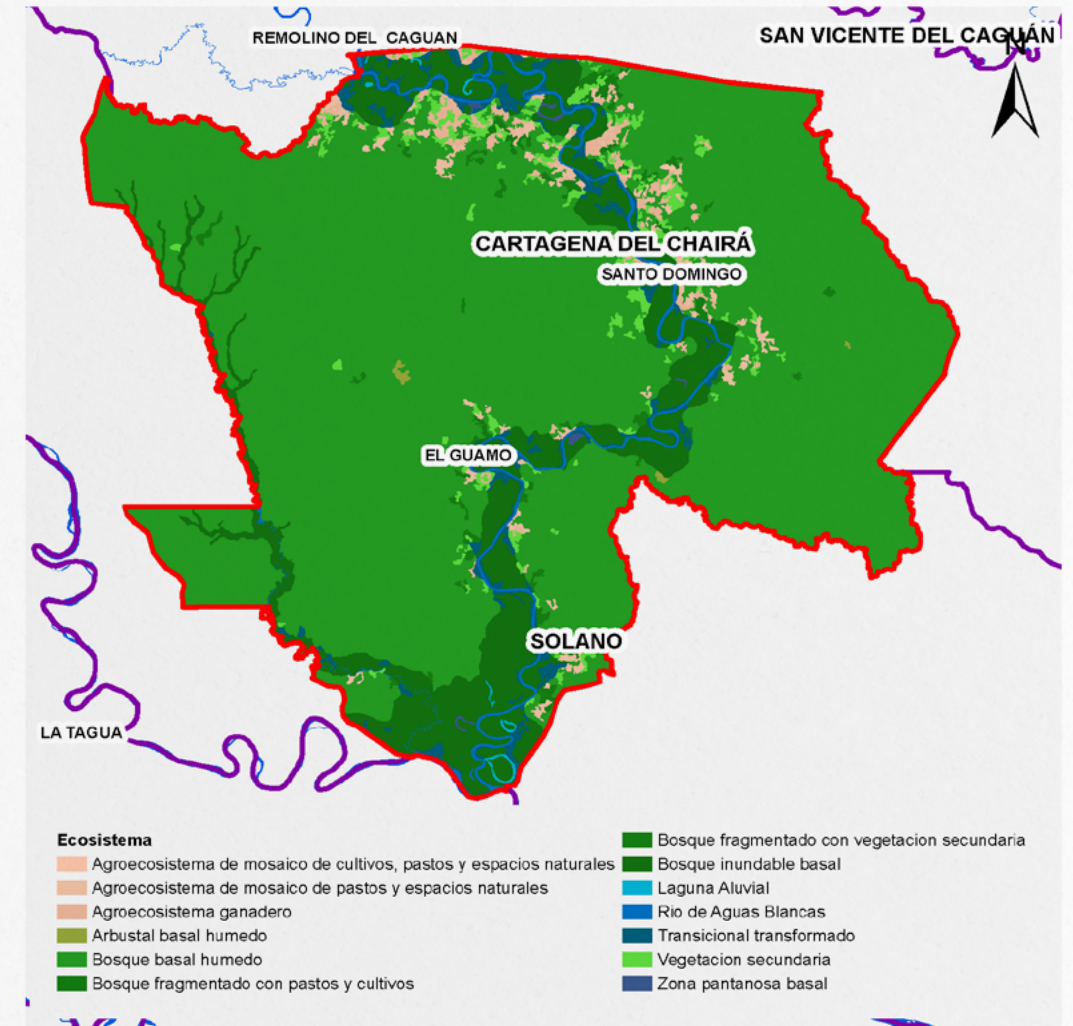 REMOLINO DEL CAGUAN
SAN VICENTE DEL CAGUÁN
N
CARTAGENA DEL CHAIRÁ
SANTO DOMINGO
EL GUAMO
SOLANO
LA TAGUA
Ecosistema
Agroecosistema de mosaico de cultivos, pastos y espacios naturales
Agroecosistema de mosaico de pastos y espacios naturales
Agroecosistema ganadero
Arbustal basal humedo
Bosque basal humedo
Bosque fragmentado con pastos y cultivos
Bosque fragmentado con vegetacion secundaria
Bosque inundable basal
Laguna Aluvial
Rio de Aguas Blancas
Transicional transformado
Vegetacion secundaria
Zona pantanosa basal